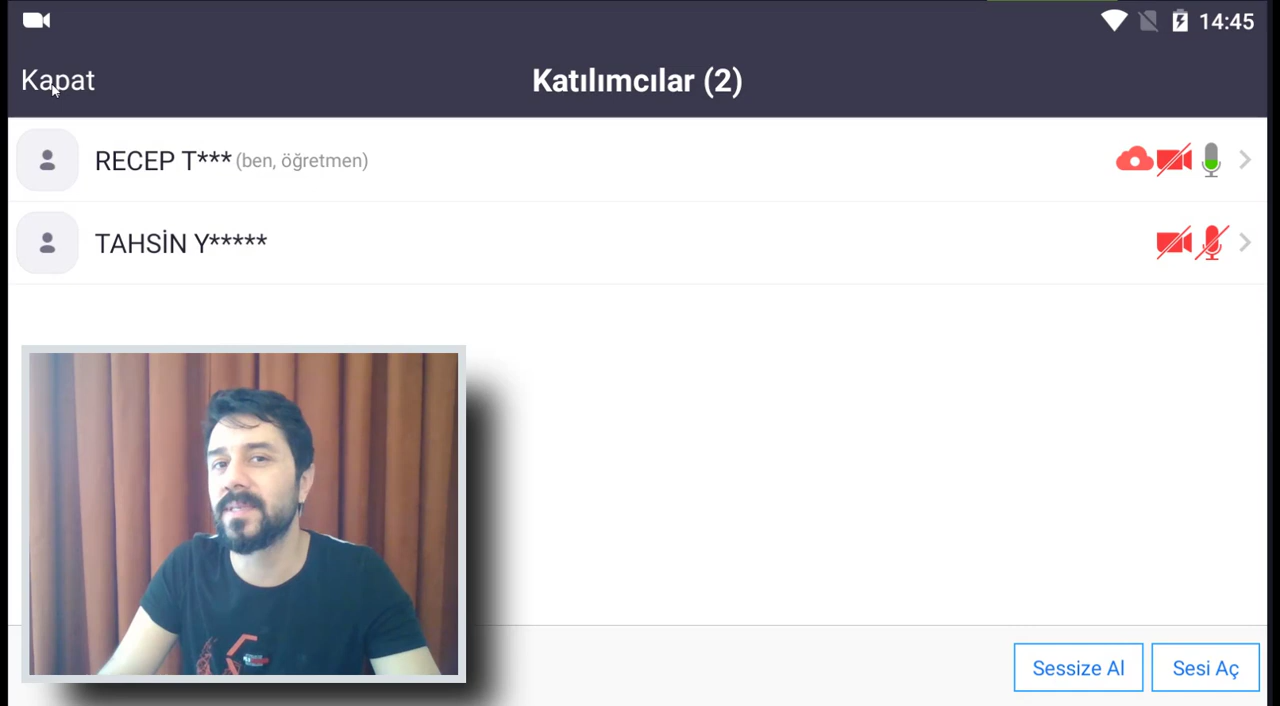 14:45
Kapat
Katılımcılar (2)
RECEP T*** (ben, öğretmen)
TAHSİN Y*****
Sessize Al
Sesi Aç